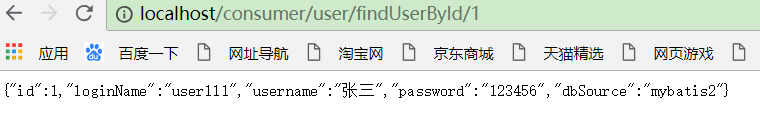 localhost/consumer/user/findUserById/1
应用 百度一下 网址导航 淘宝网 京东商城 天猫精选 网页游戏
{"id":1,"loginName":"user111","username":"张三","password":"123456","dbSource":"mybatis2"}